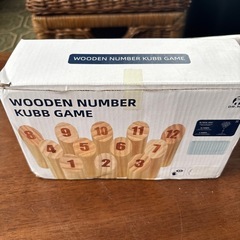 WOODEN NUMBER KUBB GAME
WOODEN NUMBER
KUBB GAME
8 9 10 11 12
4 5 6 7
1 2 3